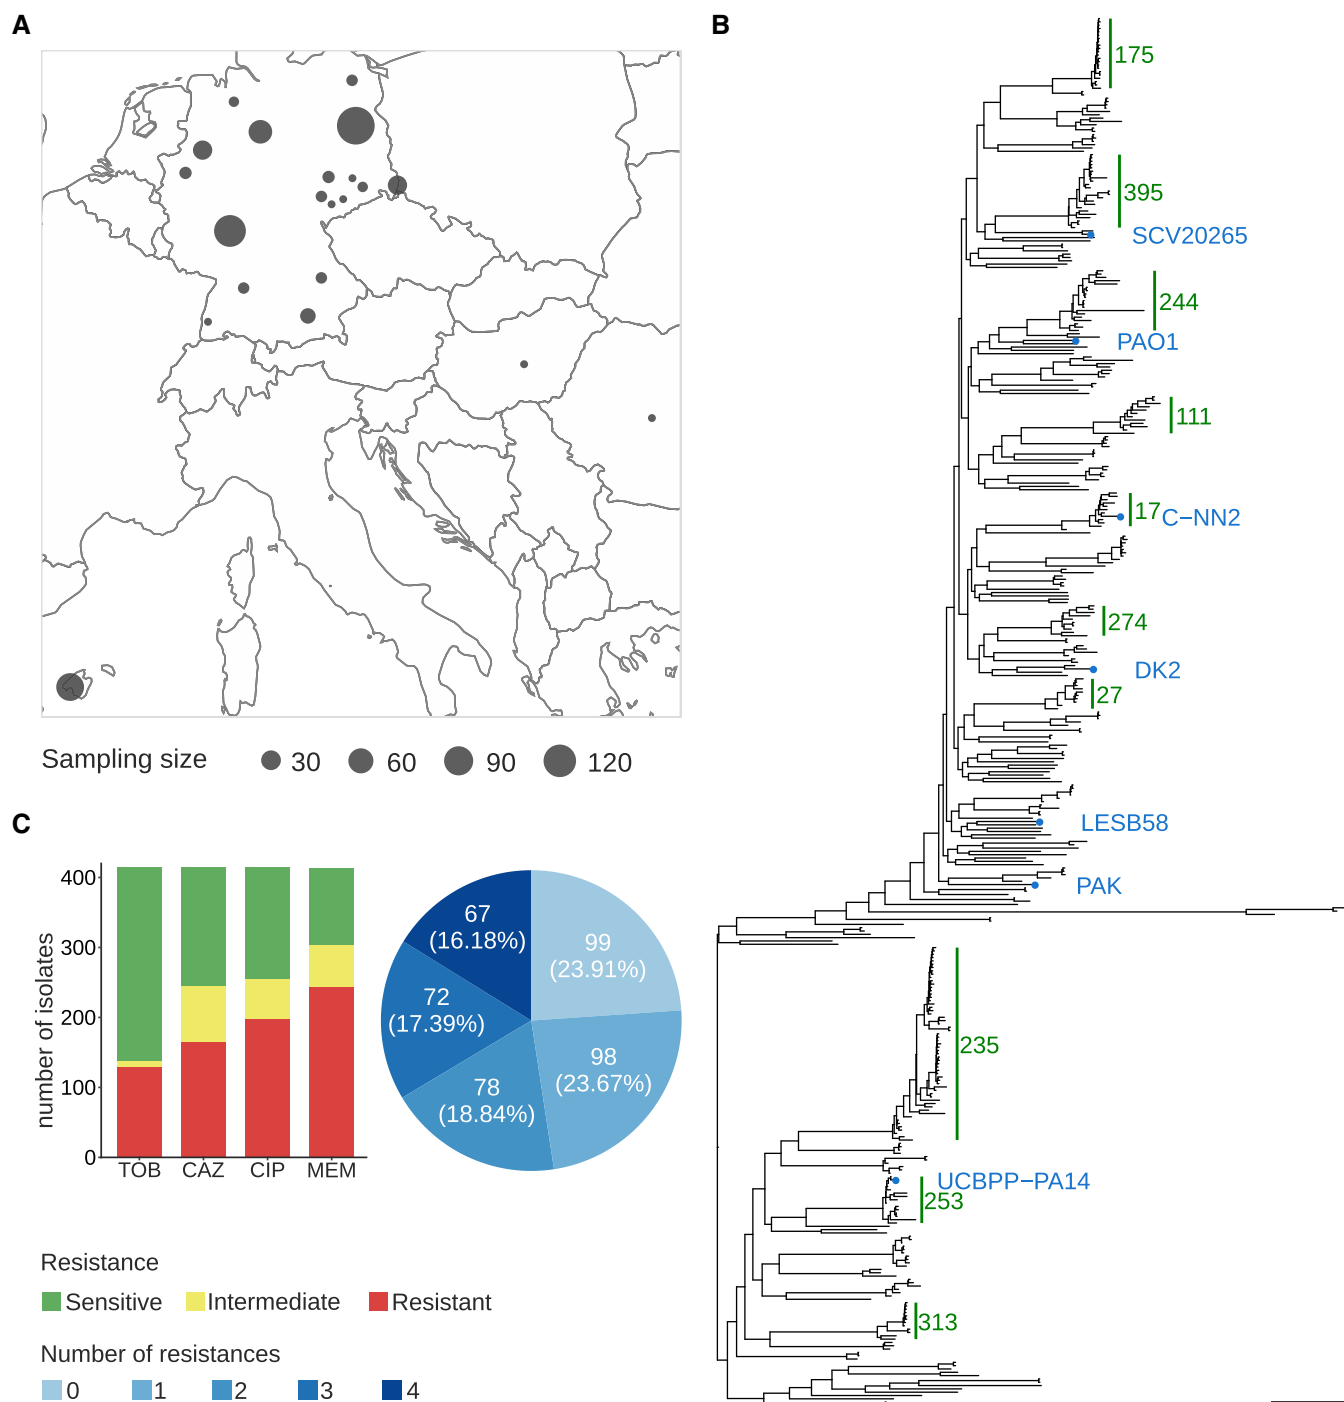 A
Sampling size 30 60 90 120
B
175
395
SCV20265
244
PAO1
111
17 C−NN2
274
DK2
27
LESB58
PAK
235
UCBPP−PA14
253
313
C
number of isolates
400
300
200
100
0
TOB CAZ CIP MEM
67
(16.18%)
99
(23.91%)
72
(17.39%)
98
(23.67%)
78
(18.84%)
Resistance
Sensitive Intermediate Resistant
Number of resistances
0 1 2 3 4